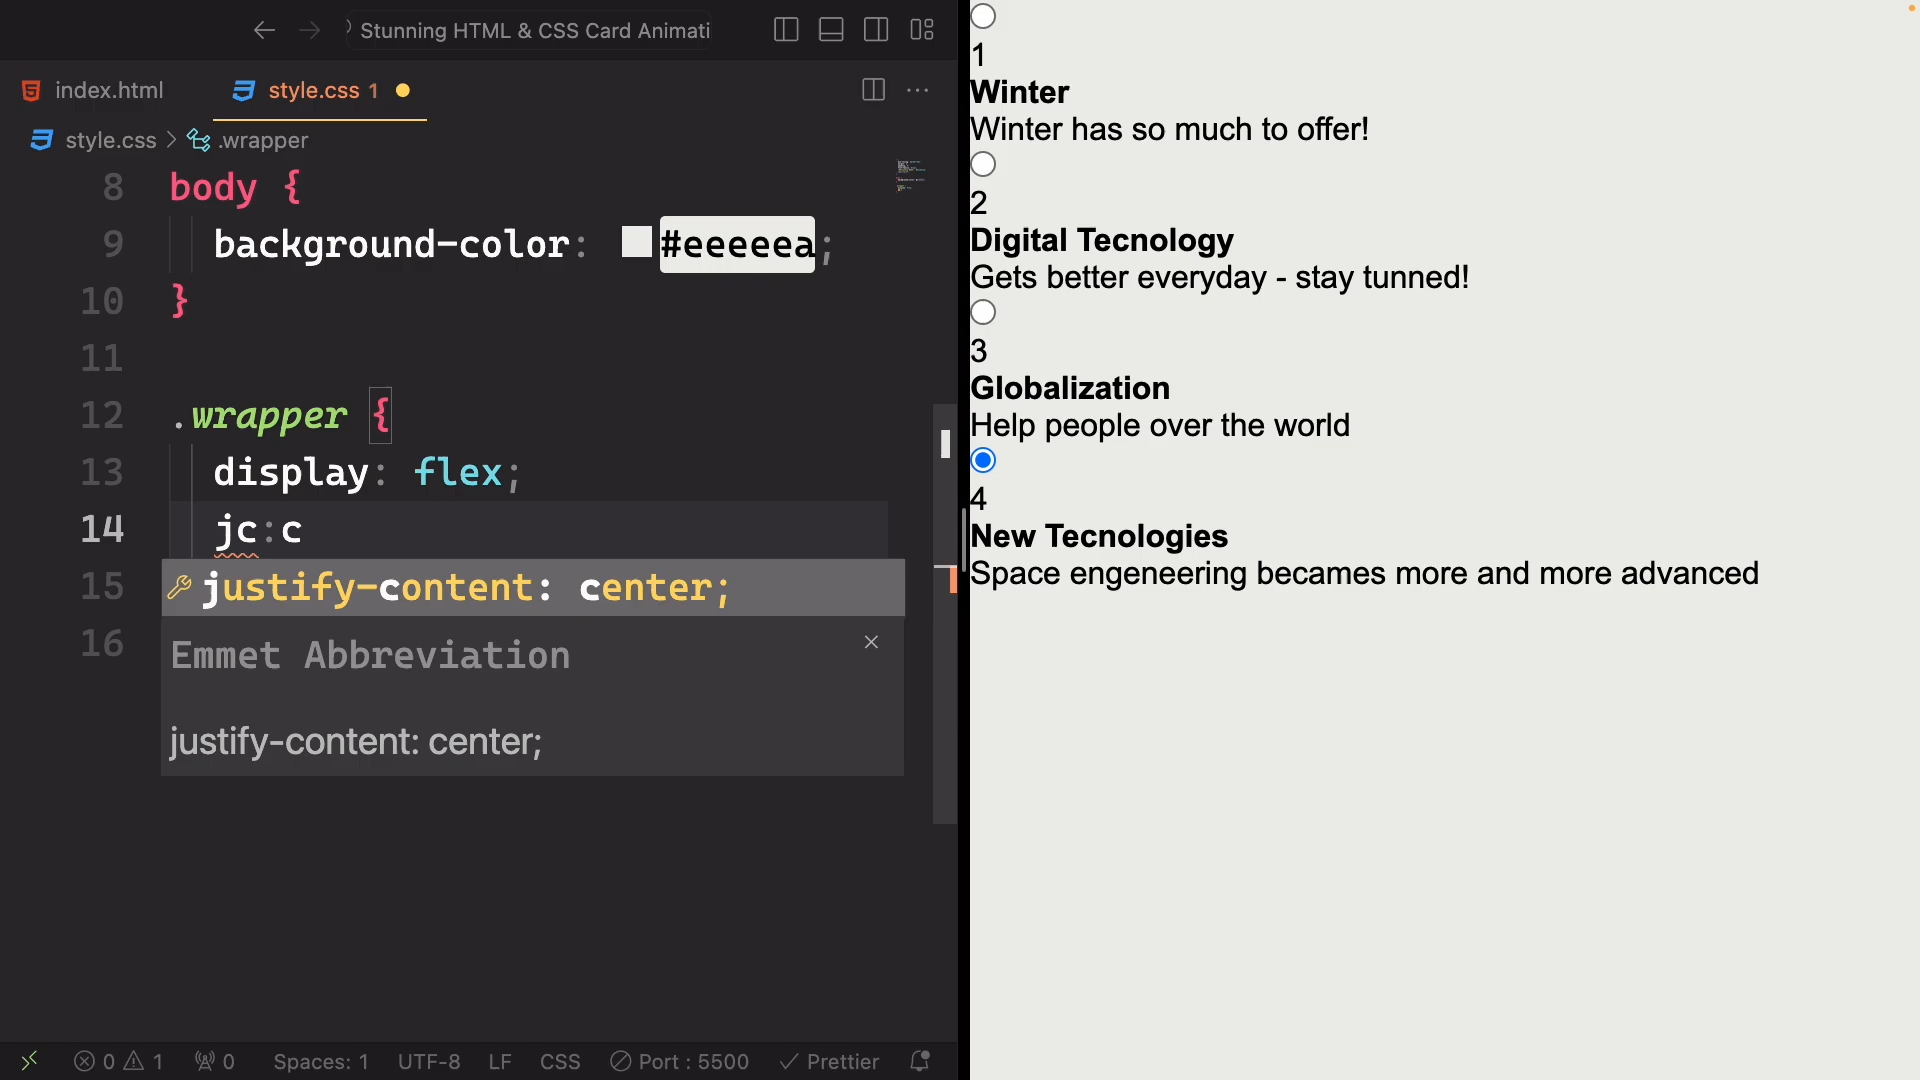 Stunning HTML & CSS Card Animati
index.html
style.css 1
style.css > .wrapper
8 body {
9 background-color: #eeeeea;
10 }
11
12 .wrapper {
13 display: flex;
14 jc:c
15 justify-content: center;
16 Emmet Abbreviation
justify-content: center;
0 1 0 Spaces: 1 UTF-8 LF CSS Port : 5500 Prettier
1
Winter
Winter has so much to offer!
2
Digital Tecnology
Gets better everyday - stay tunned!
3
Globalization
Help people over the world
4
New Tecnologies
Space engeneering becames more and more advanced